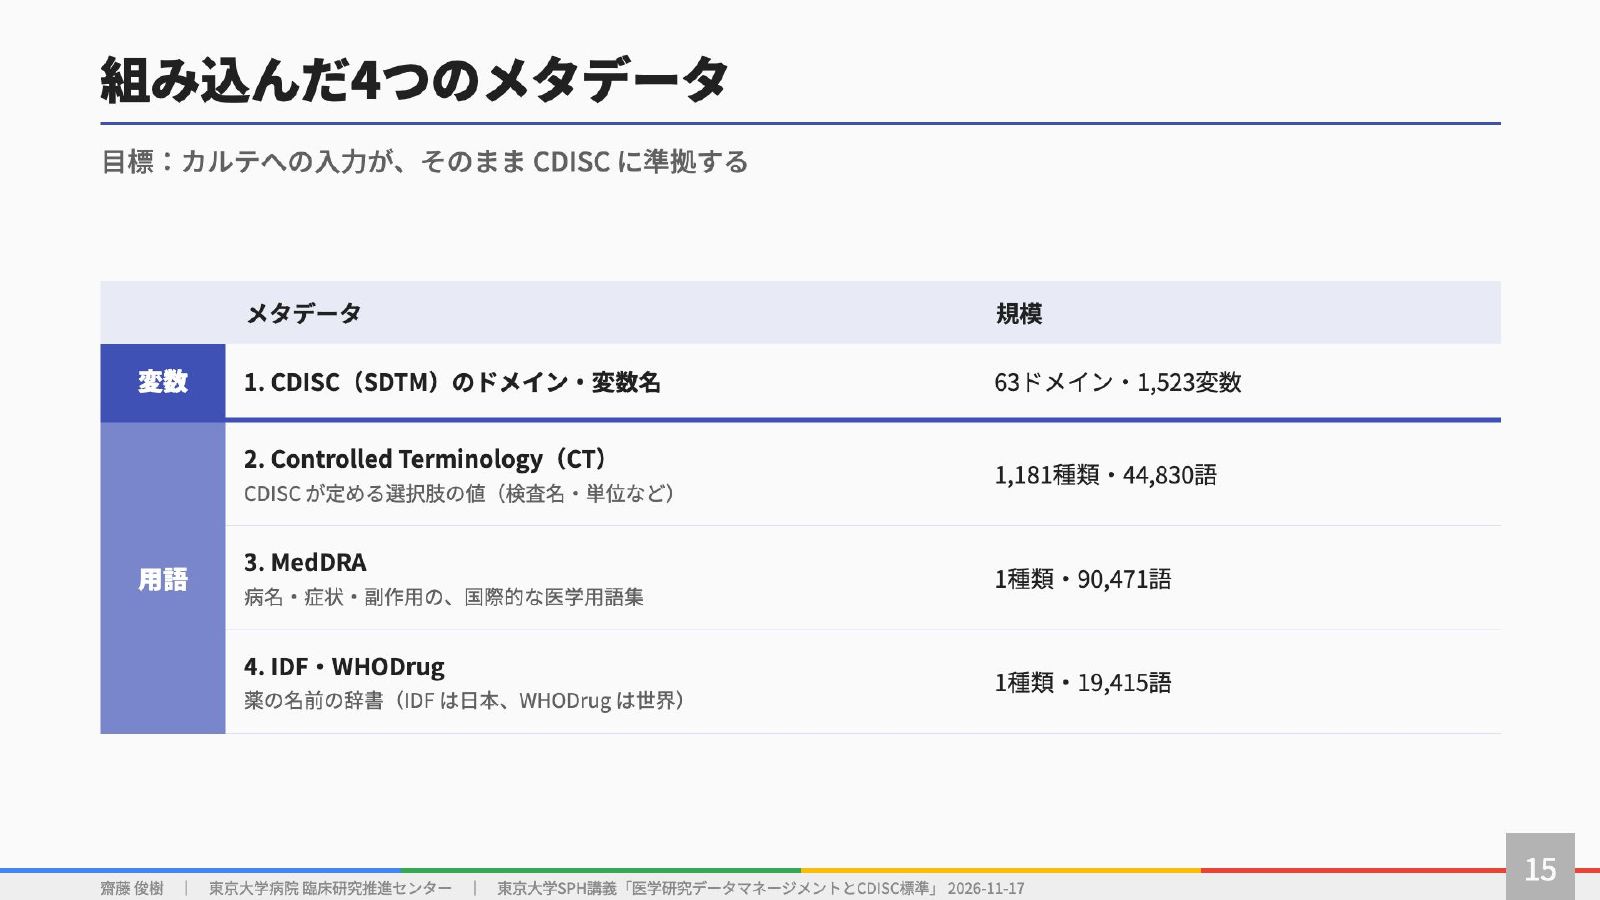 組み込んだ4つのメタデータ
目標：カルテへの入力が、そのまま CDISC に準拠する
メタデータ 規模
変数 1. CDISC（SDTM）のドメイン・変数名 63ドメイン・1,523変数
用語
2. Controlled Terminology（CT）
CDISC が定める選択肢の値（検査名・単位など）
1,181種類・44,830語
3. MedDRA
病名・症状・副作用の、国際的な医学用語集
1種類・90,471語
4. IDF・WHODrug
薬の名前の辞書（IDF は日本、WHODrug は世界）
1種類・19,415語
齋藤 俊樹 | 東京大学病院 臨床研究推進センター | 東京大学SPH講義「医学研究データマネージメントとCDISC標準」 2026-11-17
15